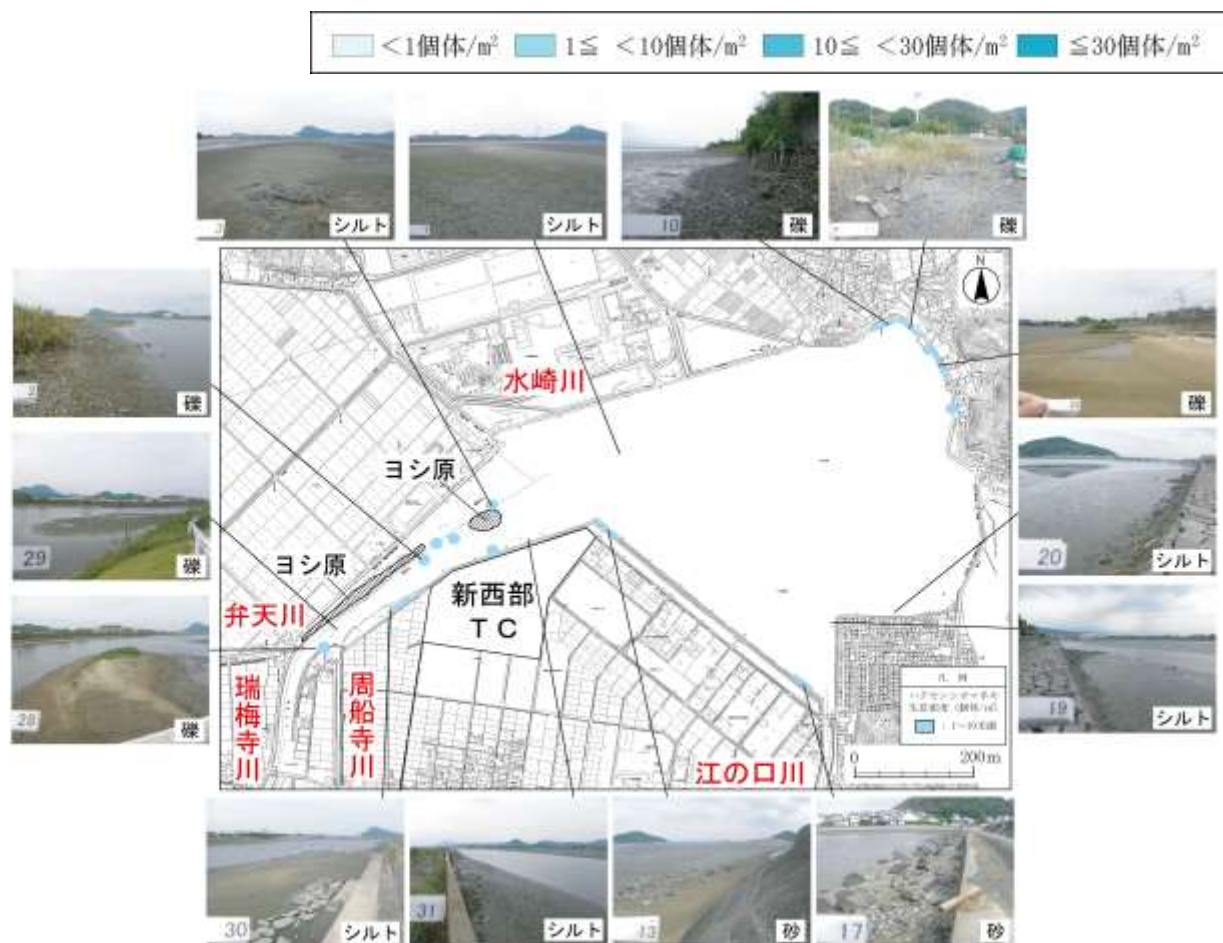 ＜1個体/m²　1≦　＜10個体/m²　10≦　＜30個体/m²　≦30個体/m²
3
シルト
シルト
10
礫
礫
礫
29
礫
28
礫
礫
20
シルト
19
シルト
N
水崎川
ヨシ原
ヨシ原
弁天川
新西部
ＴＣ
瑞梅寺川
周船寺川
江の口川
凡例
0　200m
30
シルト
31
シルト
13
砂
17
砂